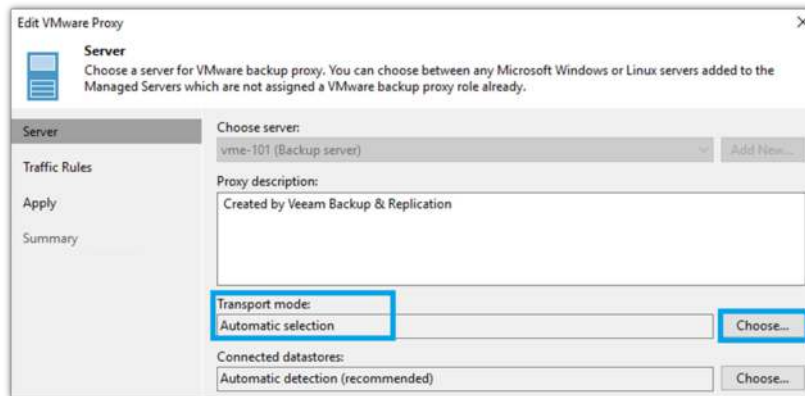 Edit VMware Proxy
Server
Choose a server for VMware backup proxy. You can choose between any Microsoft Windows or Linux servers added to the
Managed Servers which are not assigned a VMware backup proxy role already.
Server
Traffic Rules
Apply
Summary
Choose server:
vme-101 (Backup server)
Add New...
Proxy description:
Created by Veeam Backup & Replication
Transport mode:
Automatic selection
Choose...
Connected datastores:
Automatic detection (recommended)
Choose...